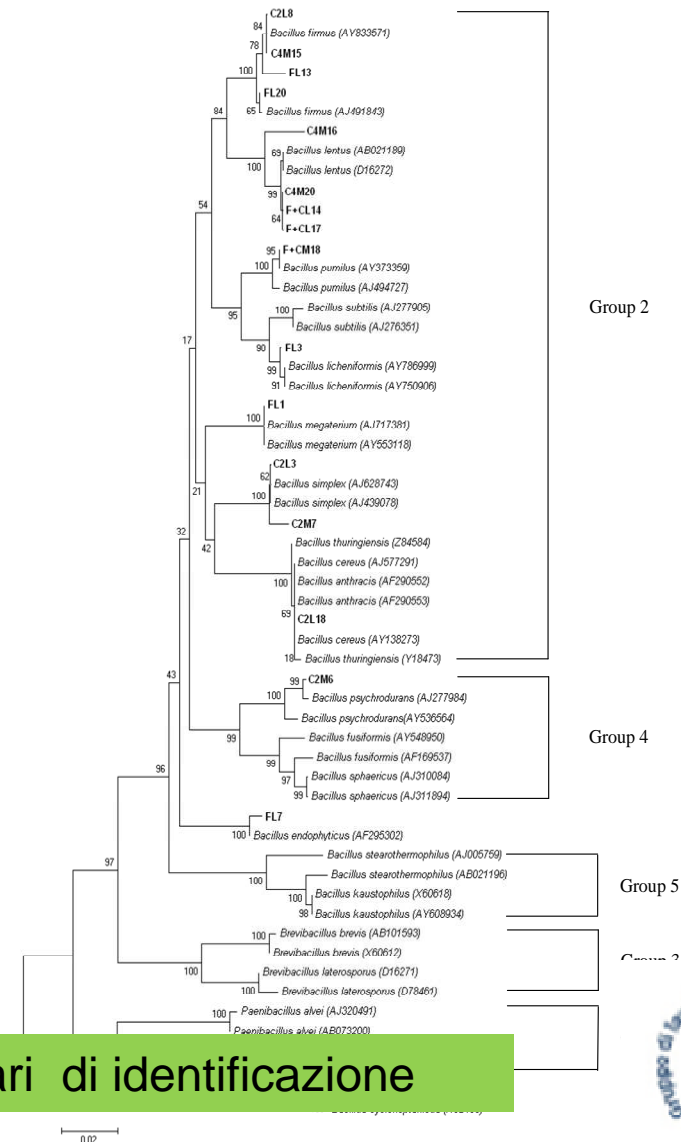 C2L8
84
Bacillus firmus (AY833571)
78
C4M15
100
FL13
FL20
65
Bacillus firmus (AJ491843)
84
C4M16
69
Bacillus lentus (AB021189)
100
Bacillus lentus (D16272)
99
C4M20
F+CL14
64
F+CL17
54
95
F+CM18
100
Bacillus pumilus (AY373359)
Bacillus pumilus (AJ494727)
95
100
Bacillus subtilis (AJ277905)
Bacillus subtilis (AJ276351)
Group 2
17
90
FL3
99
Bacillus licheniformis (AY786999)
91
Bacillus licheniformis (AY750906)
FL1
100
Bacillus megaterium (AJ717381)
Bacillus megaterium (AY553118)
C2L3
62
Bacillus simplex (AJ628743)
21
100
Bacillus simplex (AJ439078)
C2M7
32
42
Bacillus thuringiensis (Z84584)
Bacillus cereus (AJ577291)
100
Bacillus anthracis (AF290552)
Bacillus anthracis (AF290553)
69
C2L18
Bacillus cereus (AY138273)
18
Bacillus thuringiensis (Y18473)
43
99
C2M6
100
Bacillus psychrodurans (AJ277984)
Bacillus psychrodurans(AY536564)
99
Bacillus fusiformis (AY548950)
Group 4
99
Bacillus fusiformis (AF169537)
97
Bacillus sphaericus (AJ310084)
99
Bacillus sphaericus (AJ311894)
96
FL7
100
Bacillus endophyticus (AF295302)
97
Bacillus stearothermophilus (AJ005759)
100
Bacillus stearothermophilus (AB021196)
100
Bacillus kaustophilus (X60618)
Group 5
98
Bacillus kaustophilus (AY608934)
100
Brevibacillus brevis (AB101593)
Brevibacillus brevis (X60612)
100
Brevibacillus laterosporus (D16271)
100
Brevibacillus laterosporus (D78461)
100
Paenibacillus alvei (AJ320491)
Paenibacillus alvei (AB073200)
ari di identificazione
0.02